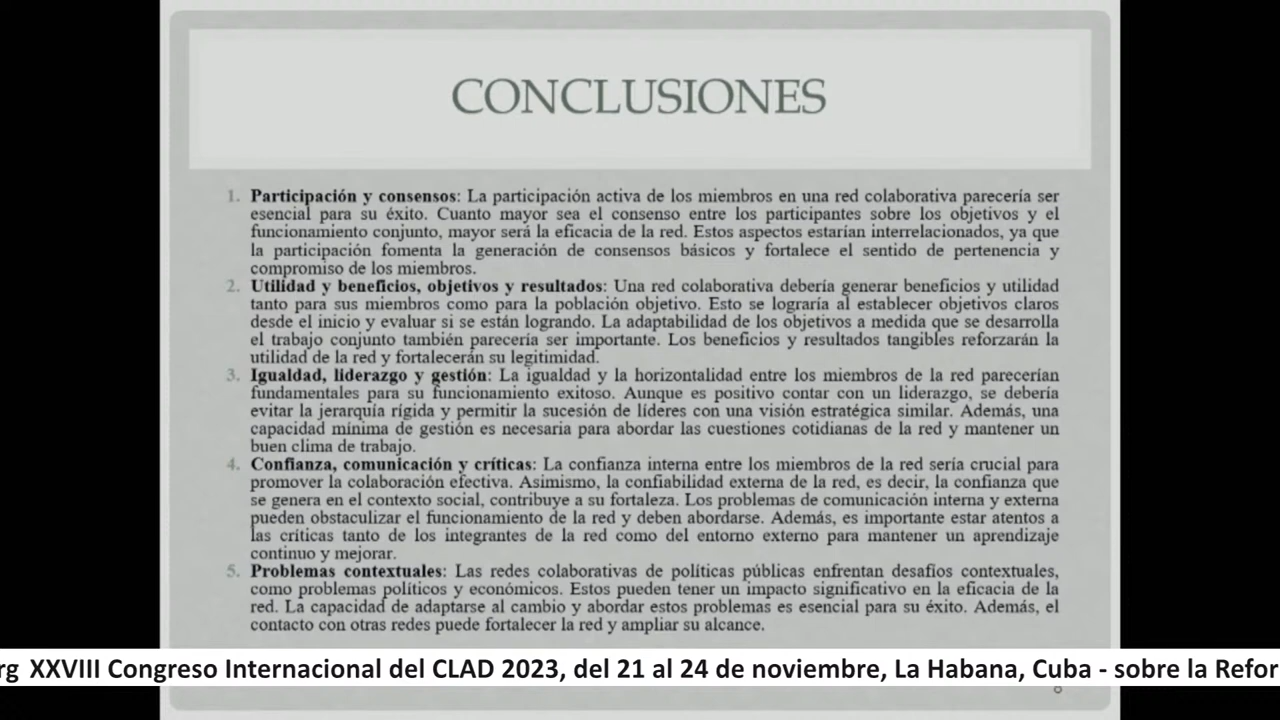 CONCLUSIONES
1. Participación y consensos: La participación activa de los miembros en una red colaborativa parecería ser
esencial para su éxito. Cuanto mayor sea el consenso entre los participantes sobre los objetivos y el
funcionamiento conjunto, mayor será la eficacia de la red. Estos aspectos estarían interrelacionados, ya que
la participación fomenta la generación de consensos básicos y fortalece el sentido de pertenencia y
compromiso de los miembros.
2. Utilidad y beneficios, objetivos y resultados: Una red colaborativa debería generar beneficios y utilidad
tanto para sus miembros como para la población objetivo. Esto se lograría al establecer objetivos claros
desde el inicio y evaluar si se están logrando. La adaptabilidad de los objetivos a medida que se desarrolla
el trabajo conjunto también parecería ser importante. Los beneficios y resultados tangibles reforzarán la
utilidad de la red y fortalecerán su legitimidad.
3. Igualdad, liderazgo y gestión: La igualdad y la horizontalidad entre los miembros de la red parecerían
fundamentales para su funcionamiento exitoso. Aunque es positivo contar con un liderazgo, se debería
evitar la jerarquía rígida y permitir la sucesión de líderes con una visión estratégica similar. Además, una
capacidad mínima de gestión es necesaria para abordar las cuestiones cotidianas de la red y mantener un
buen clima de trabajo.
4. Confianza, comunicación y críticas: La confianza interna entre los miembros de la red sería crucial para
promover la colaboración efectiva. Asimismo, la confiabilidad externa de la red, es decir, la confianza que
se genera en el contexto social, contribuye a su fortaleza. Los problemas de comunicación interna y externa
pueden obstaculizar el funcionamiento de la red y deben abordarse. Además, es importante estar atentos a
las críticas tanto de los integrantes de la red como del entorno externo para mantener un aprendizaje
continuo y mejorar.
5. Problemas contextuales: Las redes colaborativas de políticas públicas enfrentan desafíos contextuales,
como problemas políticos y económicos. Estos pueden tener un impacto significativo en la eficacia de la
red. La capacidad de adaptarse al cambio y abordar estos problemas es esencial para su éxito. Además, el
contacto con otras redes puede fortalecer la red y ampliar su alcance.
rg XXVIII Congreso Internacional del CLAD 2023, del 21 al 24 de noviembre, La Habana, Cuba - sobre la Refor